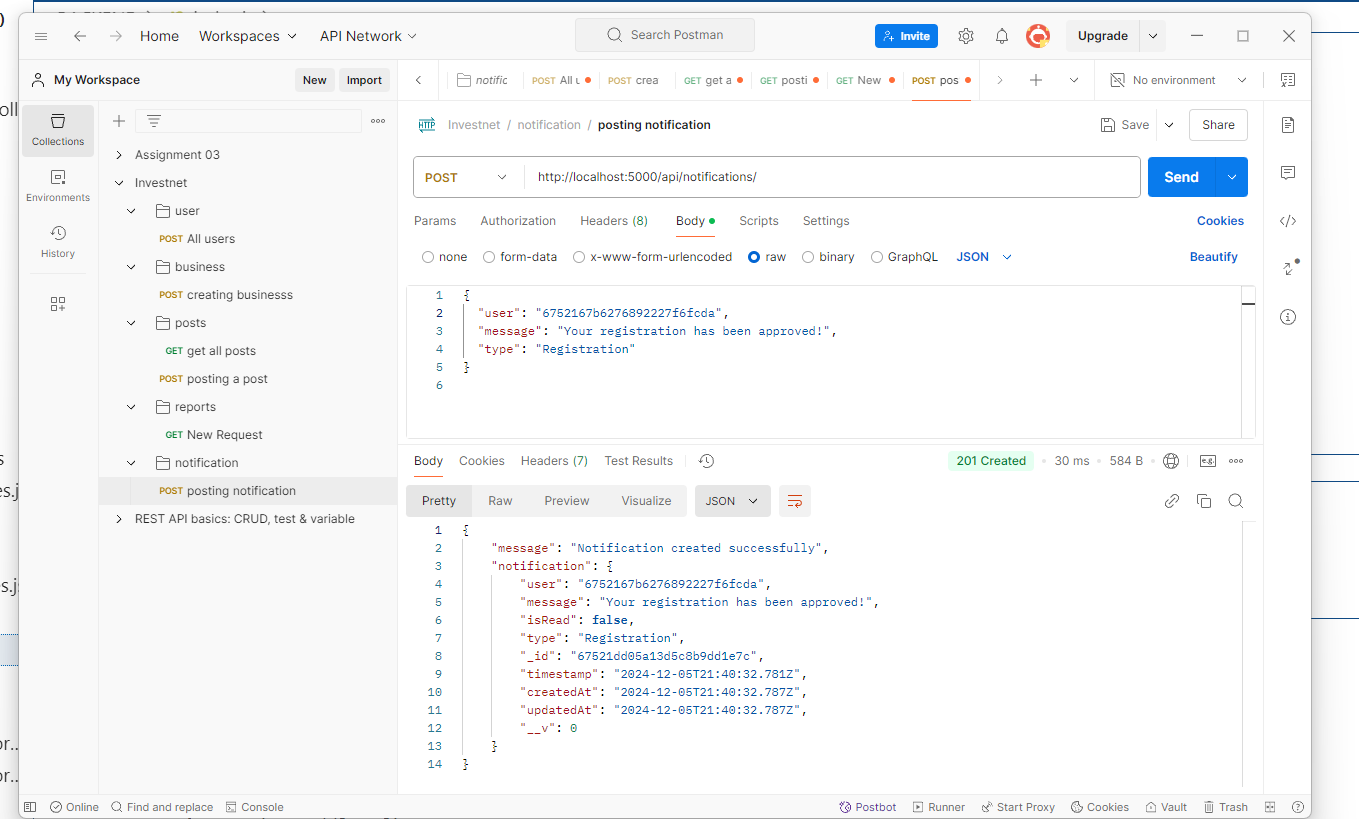 Home Workspaces API Network Search Postman Invite Upgrade
My Workspace New Import notific POST All u POST crea GET get a POST posti GET New POST pos No environment
Collections
Environments
History
Assignment 03
Investnet
user
POST All users
business
POST creating businesss
posts
GET get all posts
POST posting a post
reports
GET New Request
notification
POST posting notification
REST API basics: CRUD, test & variable
HTTP Investnet / notification / posting notification Save Share
POST http://localhost:5000/api/notifications/ Send
Params Authorization Headers (8) Body Scripts Settings Cookies
none form-data x-www-form-urlencoded raw binary GraphQL JSON Beautify
1 {
2 "user": "6752167b6276892227f6fcda",
3 "message": "Your registration has been approved!",
4 "type": "Registration"
5 }
6
Body Cookies Headers (7) Test Results 201 Created 30 ms 584 B e.g.
Pretty Raw Preview Visualize JSON
1 {
2 "message": "Notification created successfully",
3 "notification": {
4 "user": "6752167b6276892227f6fcda",
5 "message": "Your registration has been approved!",
6 "isRead": false,
7 "type": "Registration",
8 "_id": "67521dd05a13d5c8b9dd1e7c",
9 "timestamp": "2024-12-05T21:40:32.781Z",
10 "createdAt": "2024-12-05T21:40:32.787Z",
11 "updatedAt": "2024-12-05T21:40:32.787Z",
12 "__v": 0
13 }
14 }
Online Find and replace Console Postbot Runner Start Proxy Cookies Vault Trash